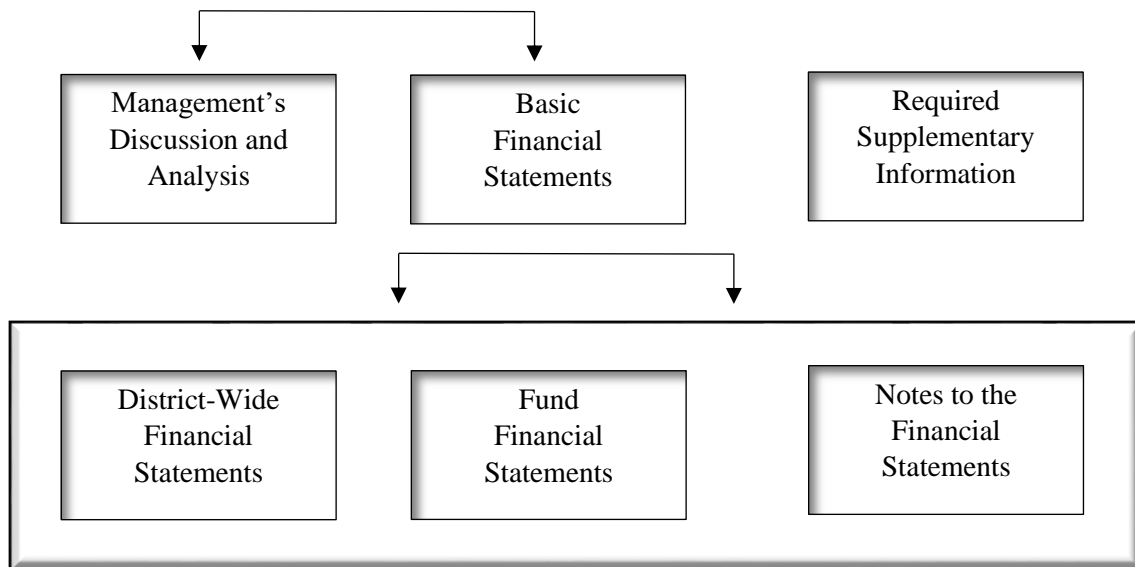 Management’s
Discussion and
Analysis
Basic
Financial
Statements
Required
Supplementary
Information
District-Wide
Financial
Statements
Fund
Financial
Statements
Notes to the
Financial
Statements